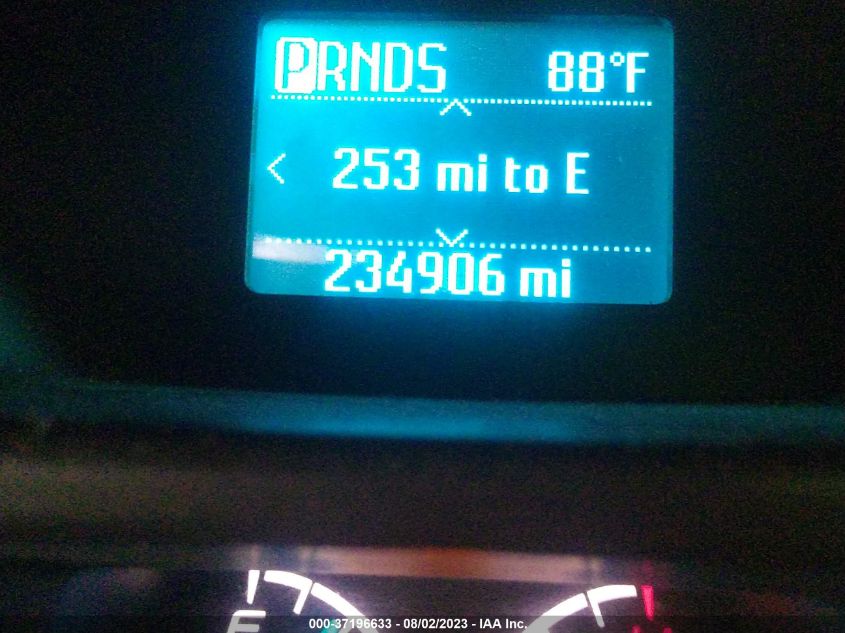 PRNDS 88°F
253 mi to E
234906 mi
000-37196633 - 08/02/2023 - IAA Inc.